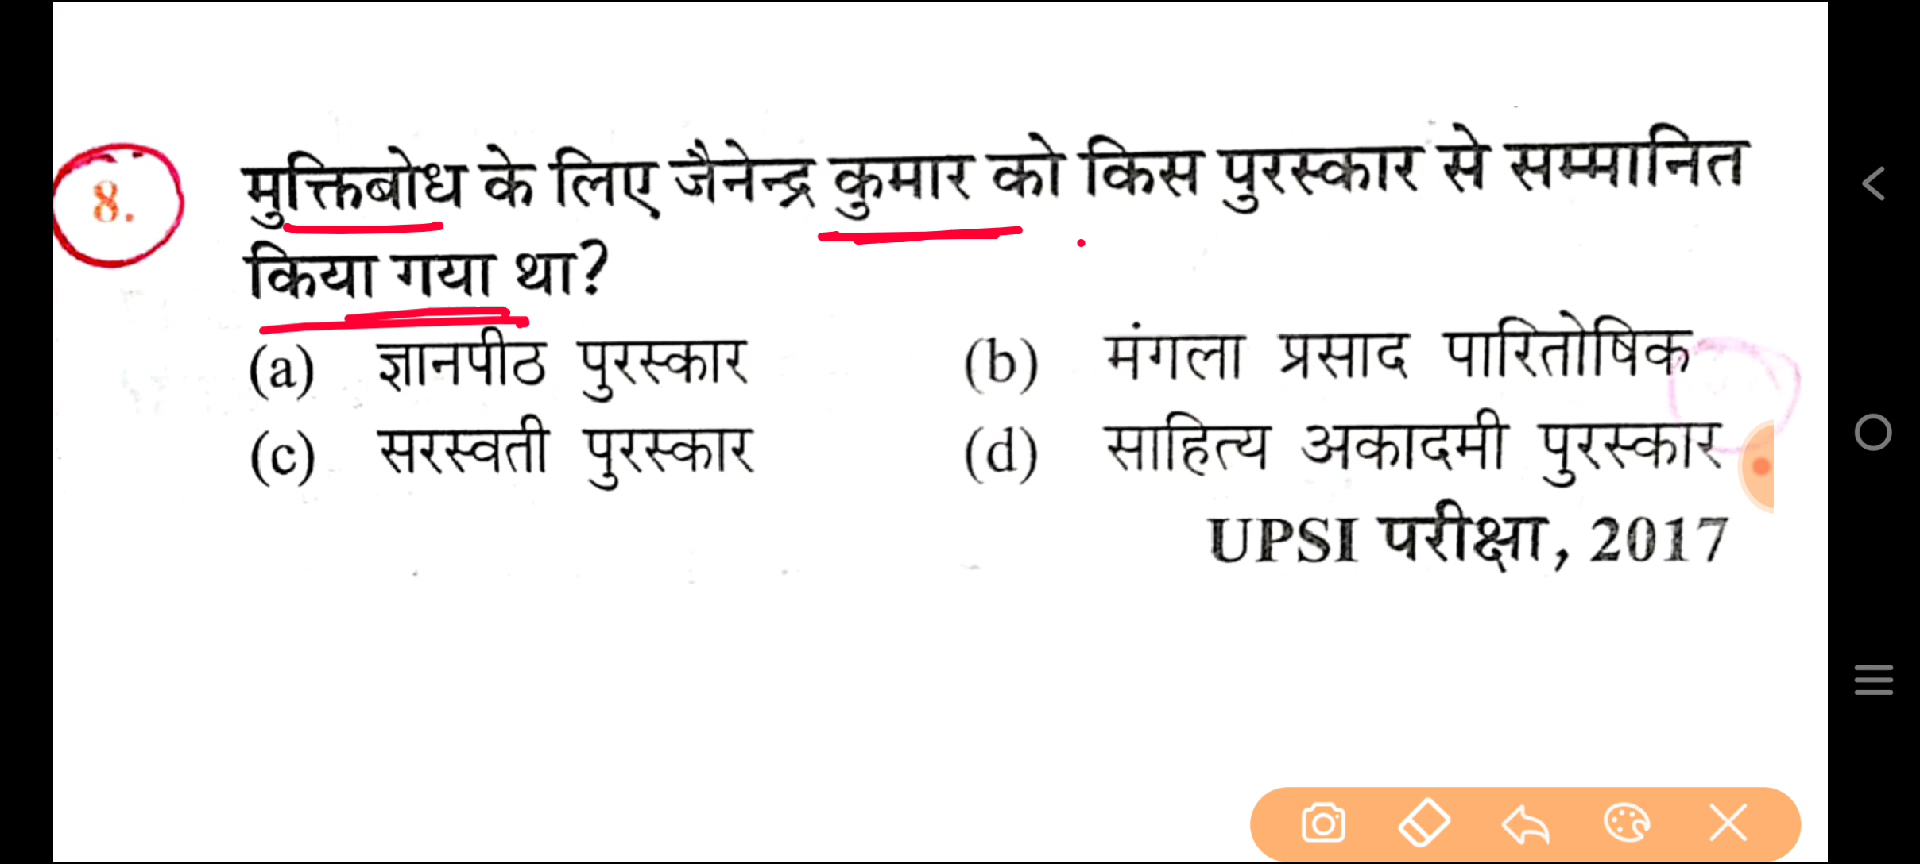 8. मुक्तिबोध के लिए जैनेन्द्र कुमार को किस पुरस्कार से सम्मानित
किया गया था?
(a) ज्ञानपीठ पुरस्कार (b) मंगला प्रसाद पारितोषिक
(c) सरस्वती पुरस्कार (d) साहित्य अकादमी पुरस्कार
UPSI परीक्षा, 2017